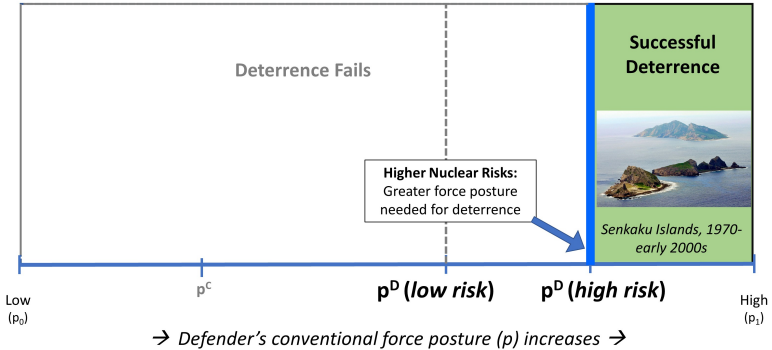 Deterrence Fails
Successful
Deterrence
Higher Nuclear Risks:
Greater force posture
needed for deterrence
Senkaku Islands, 1970-
early 2000s
Low
(p₀)
pᶜ
pᴰ (low risk)
pᴰ (high risk)
High
(p₁)
→ Defender's conventional force posture (p) increases →